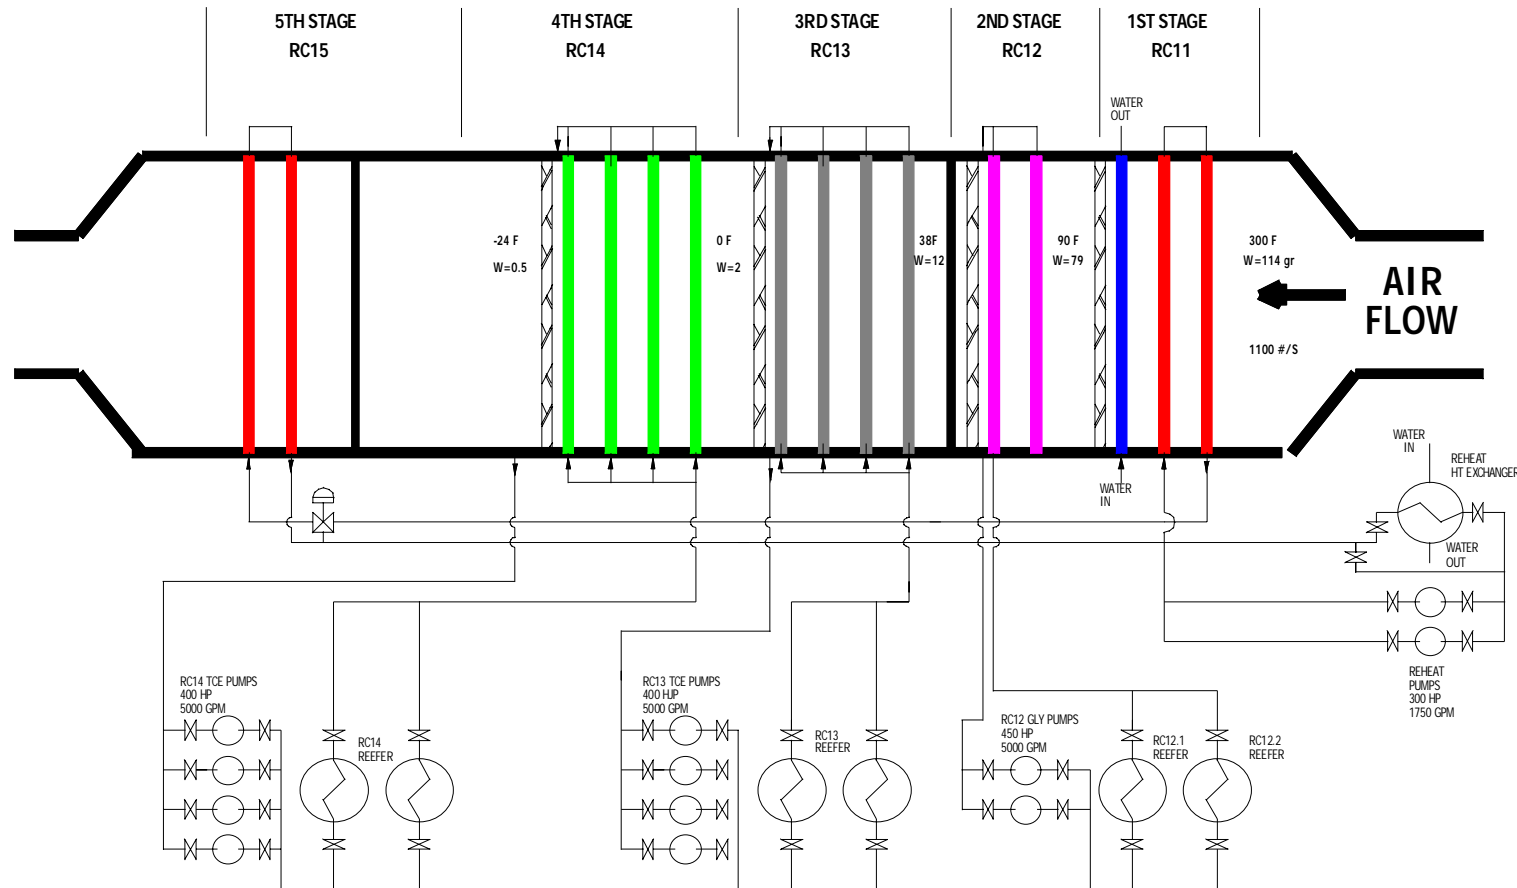 5TH STAGE
RC15
4TH STAGE
RC14
3RD STAGE
RC13
2ND STAGE
RC12
1ST STAGE
RC11
WATER
OUT
-24 F
W=0.5
0 F
W=2
38F
W=12
90 F
W=79
300 F
W=114 gr
AIR
FLOW
1100 #/S
WATER
IN
WATER
IN
REHEAT
HT EXCHANGER
WATER
OUT
RC14 TCE PUMPS
400 HP
5000 GPM
RC14
REEFER
RC13 TCE PUMPS
400 HJP
5000 GPM
RC13
REEFER
RC12 GLY PUMPS
450 HP
5000 GPM
RC12.1
REEFER
RC12.2
REEFER
REHEAT
PUMPS
300 HP
1750 GPM